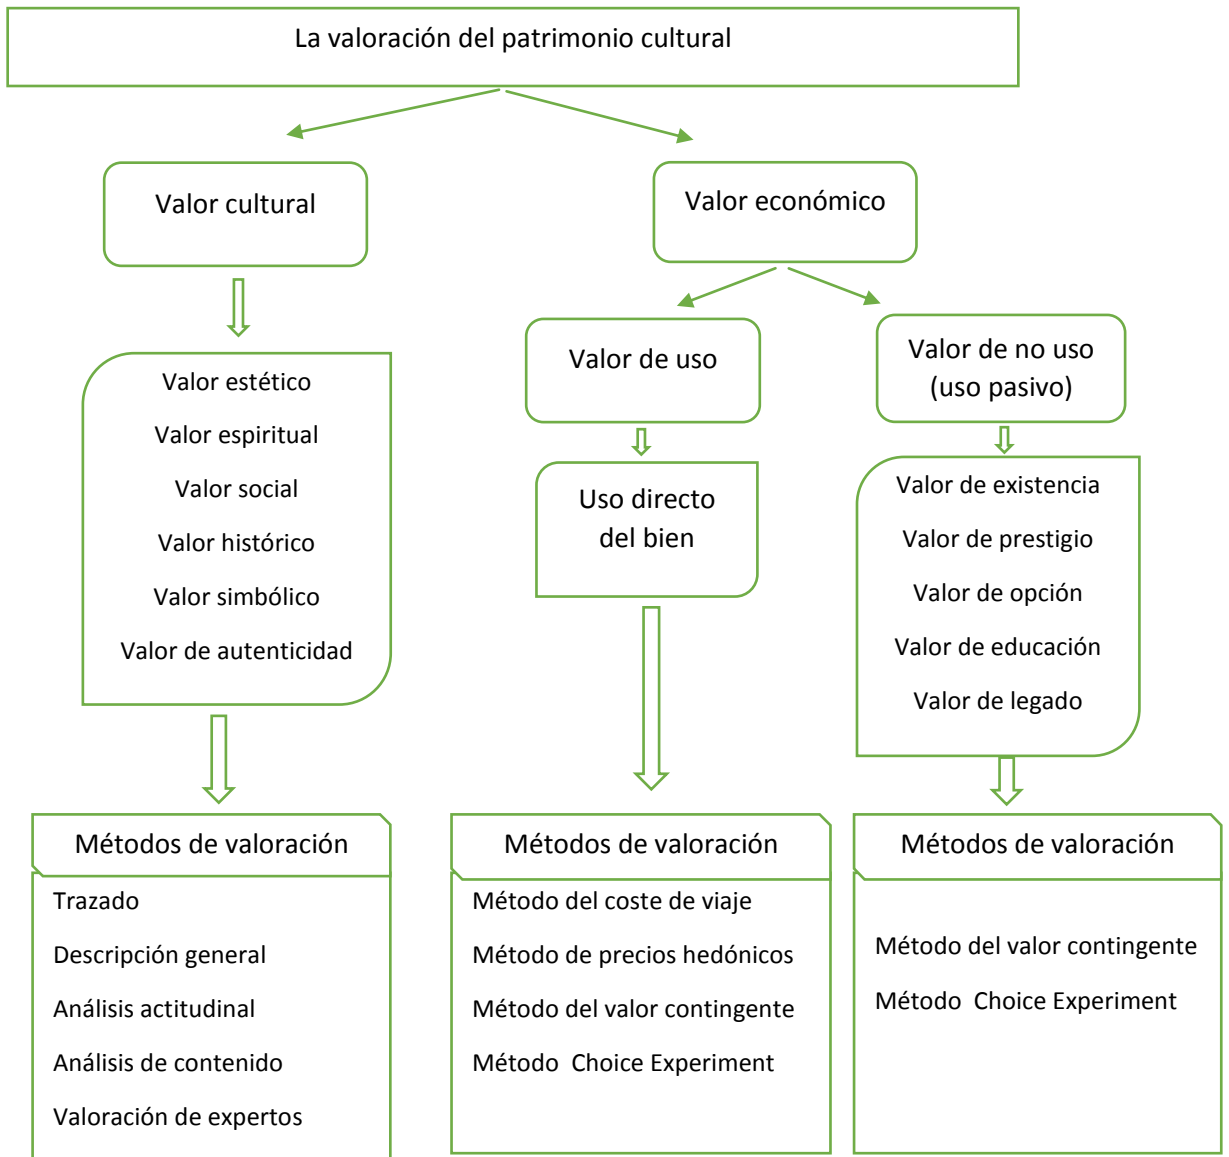 La valoración del patrimonio cultural
Valor cultural
Valor económico
Valor de uso
Valor de no uso
(uso pasivo)
Valor estético
Valor espiritual
Valor social
Valor histórico
Valor simbólico
Valor de autenticidad
Uso directo
del bien
Valor de existencia
Valor de prestigio
Valor de opción
Valor de educación
Valor de legado
Métodos de valoración
Trazado
Descripción general
Análisis actitudinal
Análisis de contenido
Valoración de expertos
Métodos de valoración
Método del coste de viaje
Método de precios hedónicos
Método del valor contingente
Método  Choice Experiment
Métodos de valoración
Método del valor contingente
Método  Choice Experiment